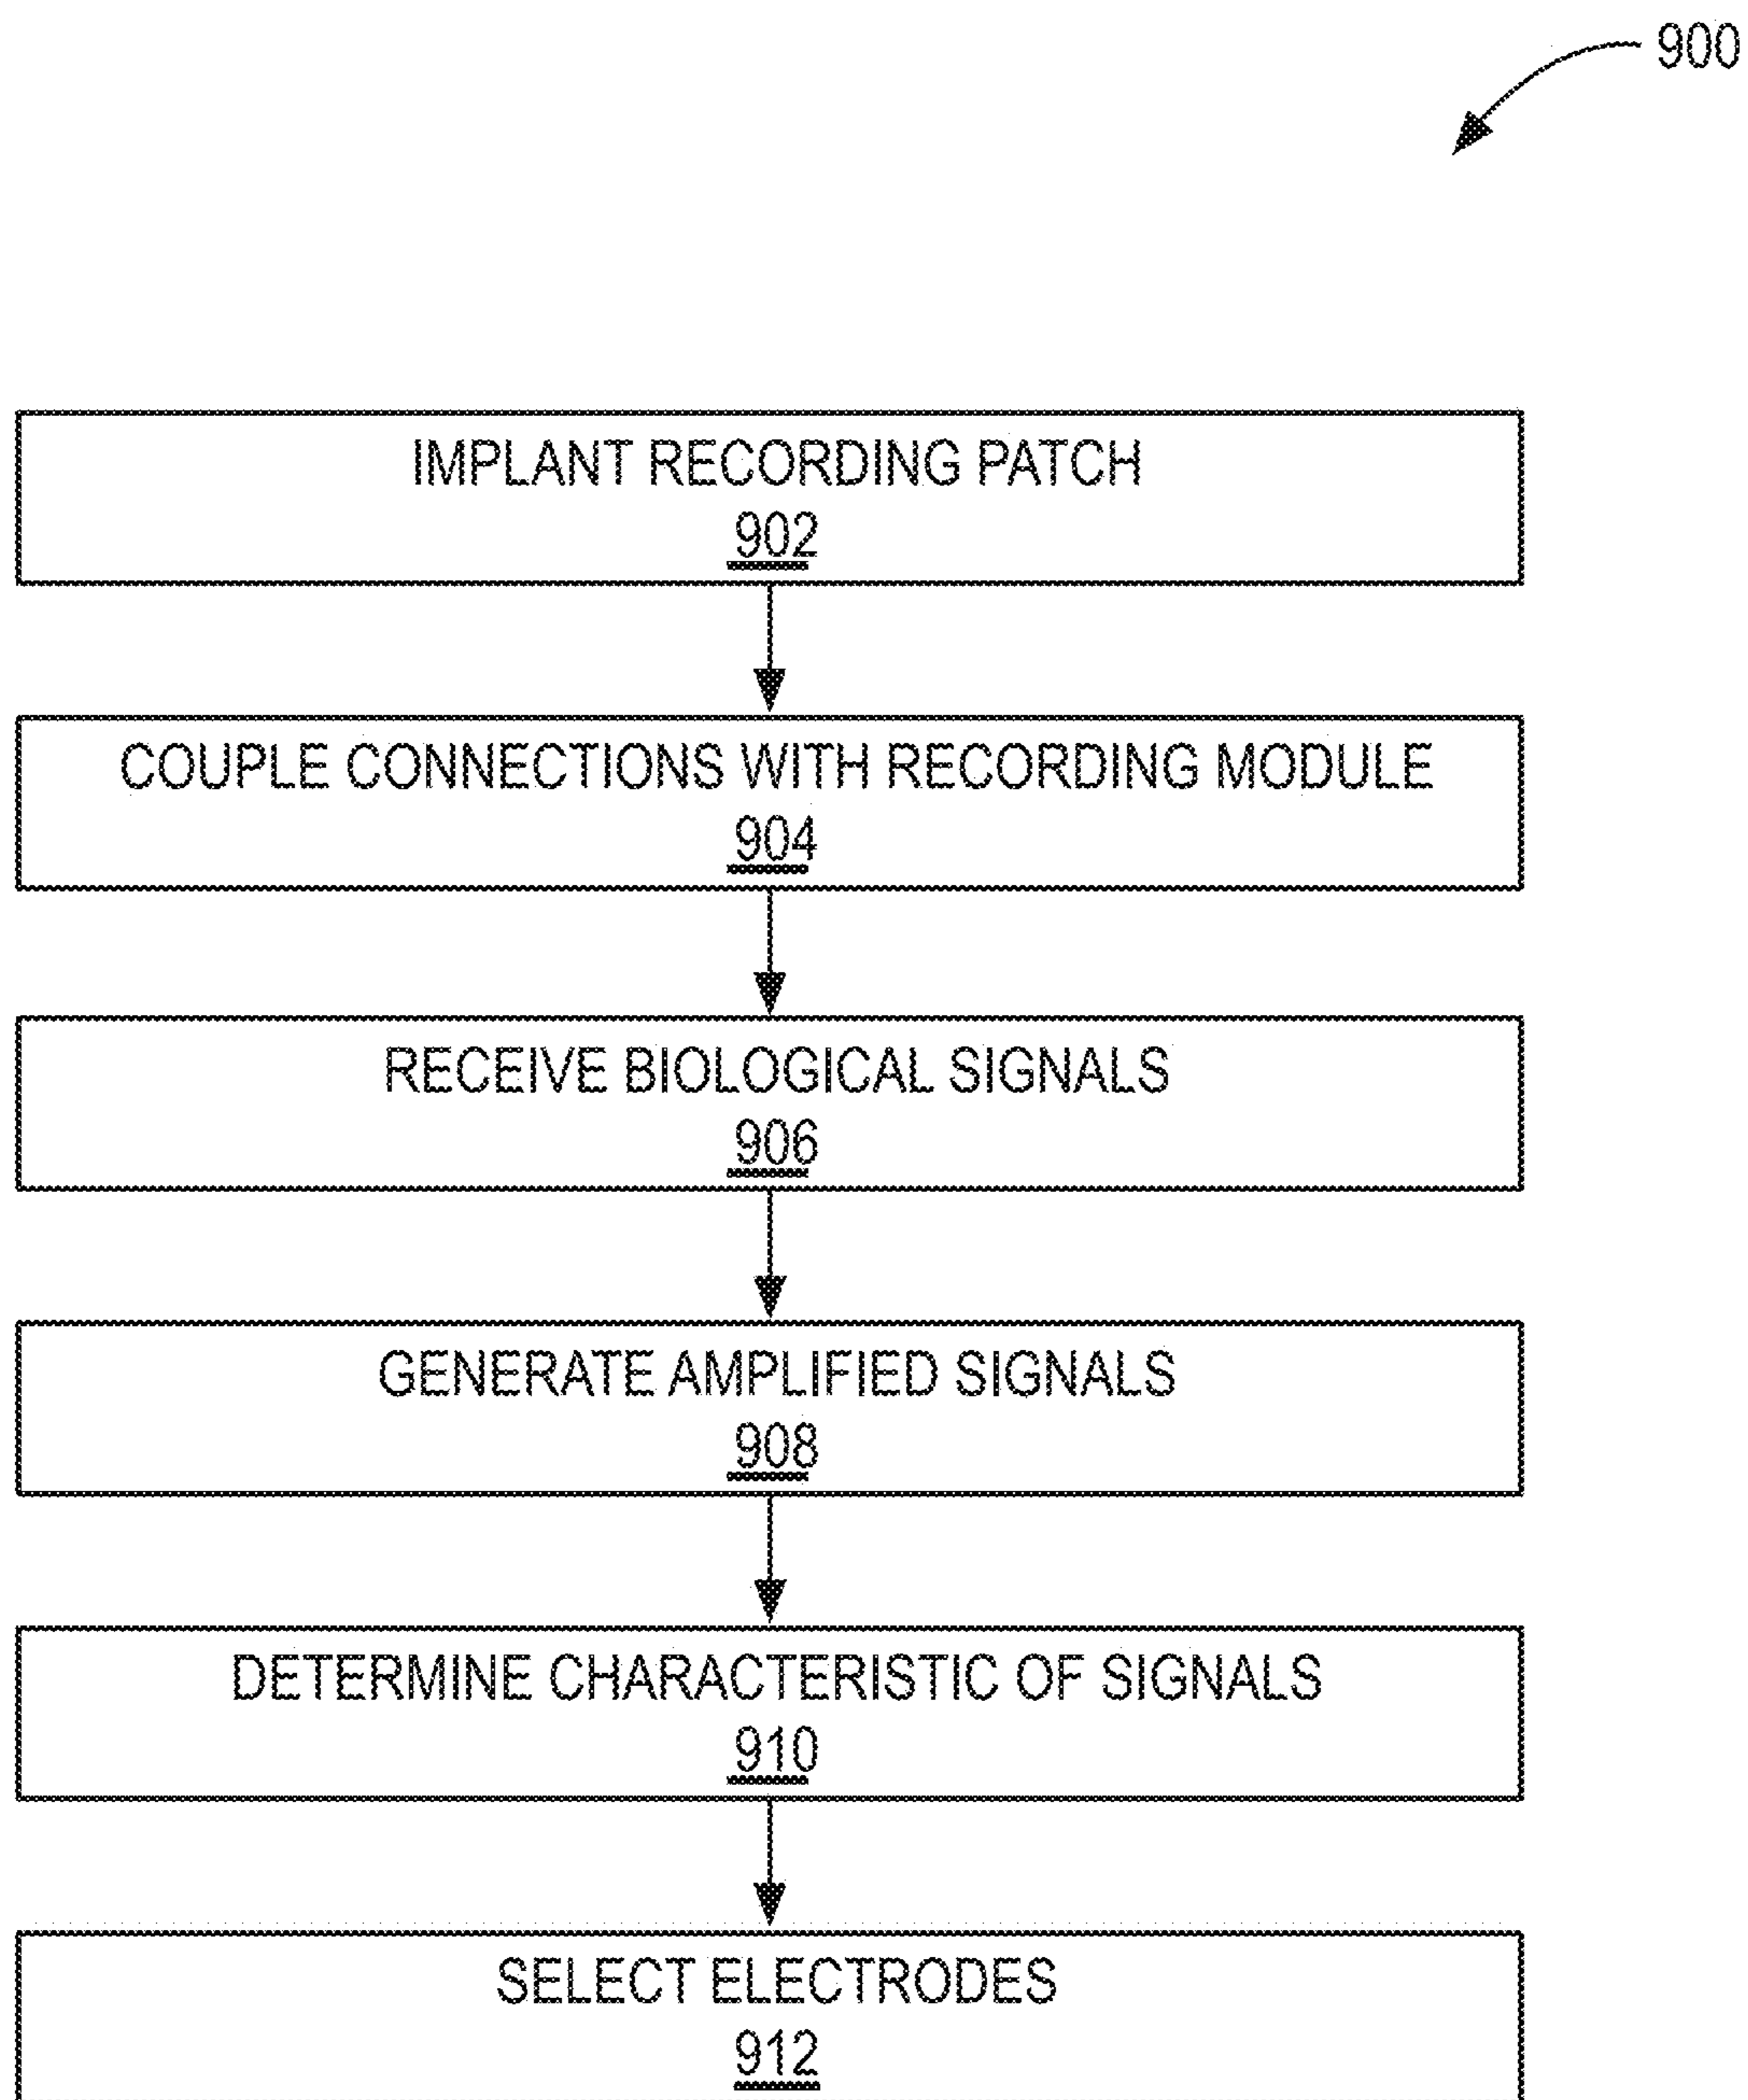 900
IMPLANT RECORDING PATCH
902
COUPLE CONNECTIONS WITH RECORDING MODULE
904
RECEIVE BIOLOGICAL SIGNALS
906
GENERATE AMPLIFIED SIGNALS
908
DETERMINE CHARACTERISTIC OF SIGNALS
910
SELECT ELECTRODES
912